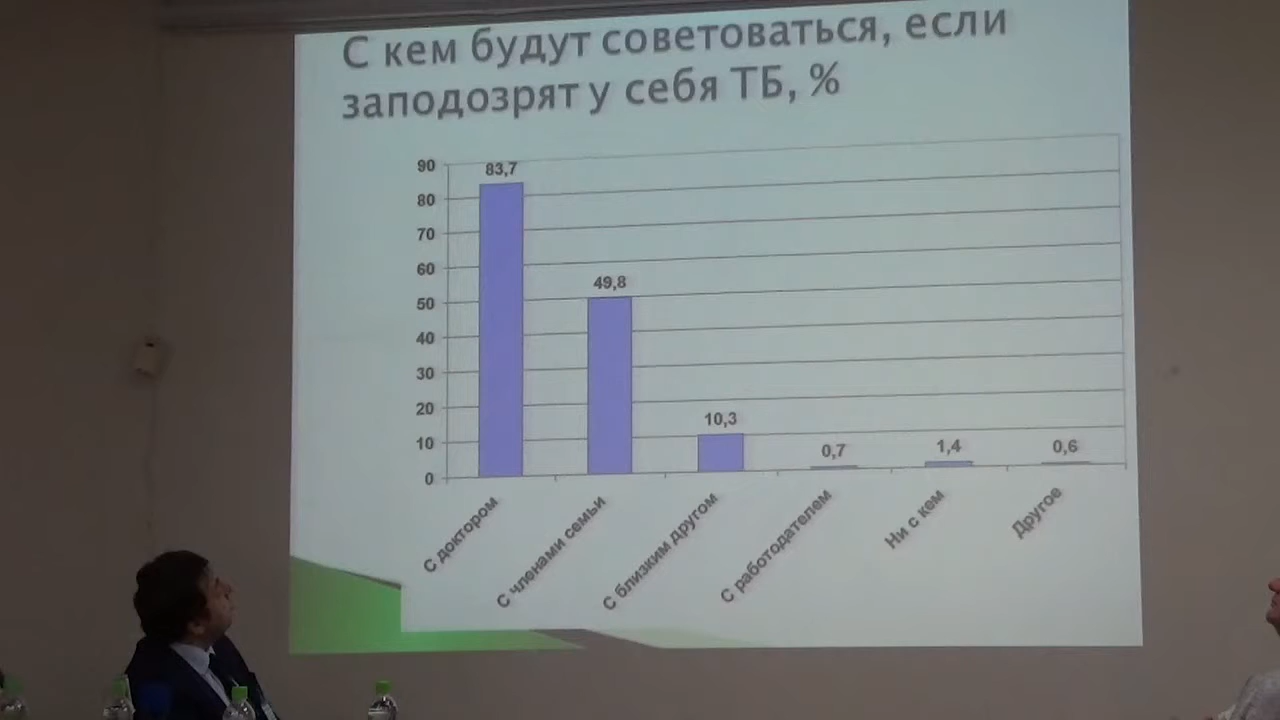 С кем будут советоваться, если
заподозрят у себя ТБ, %
90
80
70
60
50
40
30
20
10
0
83,7
49,8
10,3
0,7
1,4
0,6
С доктором
С членами семьи
С близким другом
С работодателем
Ни с кем
Другое